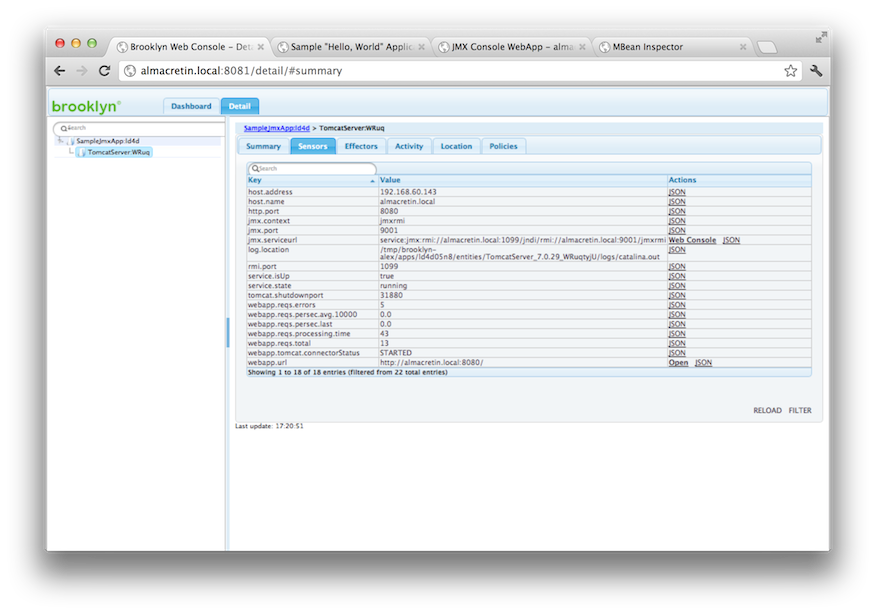 Brooklyn Web Console – Deta
Sample "Hello, World" Applic
JMX Console WebApp – alma
MBean Inspector
almacretin.local:8081/detail/#summary
brooklyn
Dashboard
Detail
Search
SampleJmxApp:ld4d
TomcatServer:WRuq
SampleJmxApp:ld4d > TomcatServer:WRuq
Summary Sensors Effectors Activity Location Policies
Search
Key Value Actions
host.address 192.168.60.143 JSON
host.name almacretin.local JSON
http.port 8080 JSON
jmx.context jmxrmi JSON
jmx.port 9001 JSON
jmx.serviceurl service:jmx:rmi://almacretin.local:1099/jndi/rmi://almacretin.local:9001/jmxrmi Web Console JSON
log.location /tmp/brooklyn- JSON
alex/apps/ld4d05n8/entities/TomcatServer_7.0.29_WRuqtyjU/logs/catalina.out
rmi.port 1099 JSON
service.isUp true JSON
service.state running JSON
tomcat.shutdownport 31880 JSON
webapp.reqs.errors 5 JSON
webapp.reqs.persec.avg.10000 0.0 JSON
webapp.reqs.persec.last 0.0 JSON
webapp.reqs.processing.time 43 JSON
webapp.reqs.total 13 JSON
webapp.tomcat.connectorStatus STARTED JSON
webapp.url http://almacretin.local:8080/ Open JSON
Showing 1 to 18 of 18 entries (filtered from 22 total entries)
RELOAD FILTER
Last update: 17:20:51